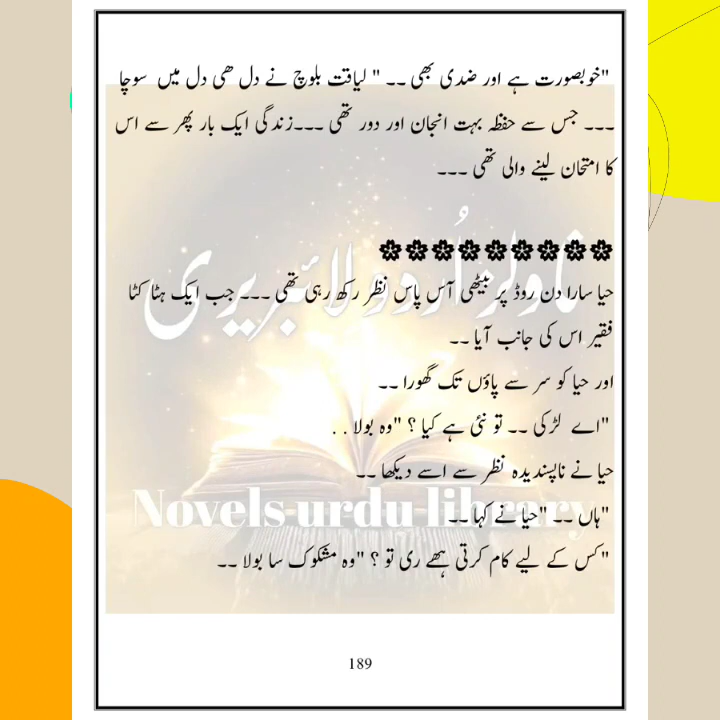 "خوبصورت ہے اور ضدی بھی ۔۔ " لیاقت بلوچ نے دل ھی دل میں سوچا
۔۔۔ جس سے حفظہ بہت انجان اور دور تھی ۔۔۔زندگی ایک بار پھر سے اس
کا امتحان لینے والی تھی ۔۔۔
ناولز اردو لائبریری
حیا سارا دن روڈ پر بیٹھی آس پاس نظر رکھ رہی تھی ۔۔۔ جب ایک ہٹا کٹا
فقیر اس کی جانب آیا ۔۔
اور حیا کو سر سے پاؤں تک گھورا ۔۔
"اے لڑکی ۔۔ تو نئی ہے کیا ؟ "وہ بولا . .
حیا نے ناپسندیدہ نظر سے اسے دیکھا ۔۔
Novels urdu library
"ہاں ۔۔ "حیا نے کہا ۔۔
"کس کے لیے کام کرتی ہھے ری تو ؟ "وہ مشکوک سا بولا ۔۔
189